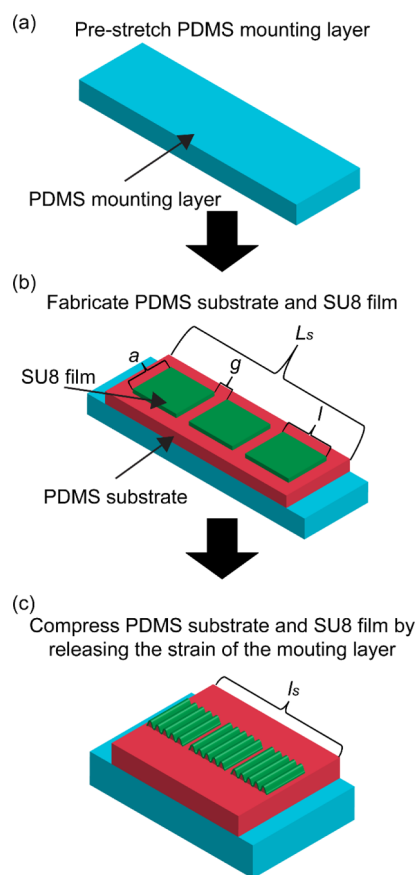 (a)
Pre-stretch PDMS mounting layer
PDMS mounting layer
(b)
Fabricate PDMS substrate and SU8 film
Ls
a
g
SU8 film
l
PDMS substrate
(c)
Compress PDMS substrate and SU8 film by
releasing the strain of the mouting layer
ls